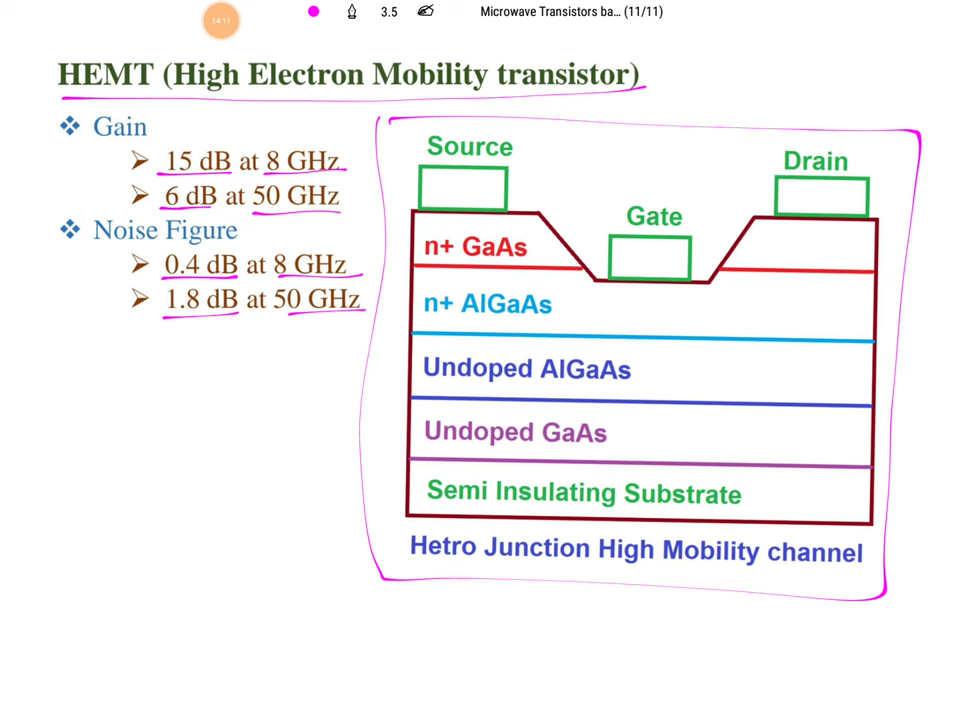 14:11
3.5
Microwave Transistors ba... (11/11)
HEMT (High Electron Mobility transistor)
Gain
15 dB at 8 GHz
6 dB at 50 GHz
Noise Figure
0.4 dB at 8 GHz
1.8 dB at 50 GHz
Source
Drain
Gate
n+ GaAs
n+ AlGaAs
Undoped AlGaAs
Undoped GaAs
Semi Insulating Substrate
Hetro Junction High Mobility channel